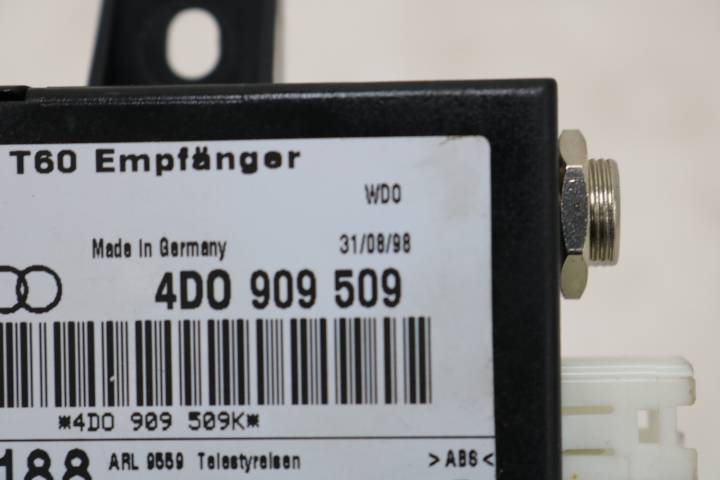 T60 Empfänger
WDO
Made in Germany 31/08/98
4D0 909 509
*4D0 909 509K*
188 ARL 9559 Telestyrelsen >ABS<